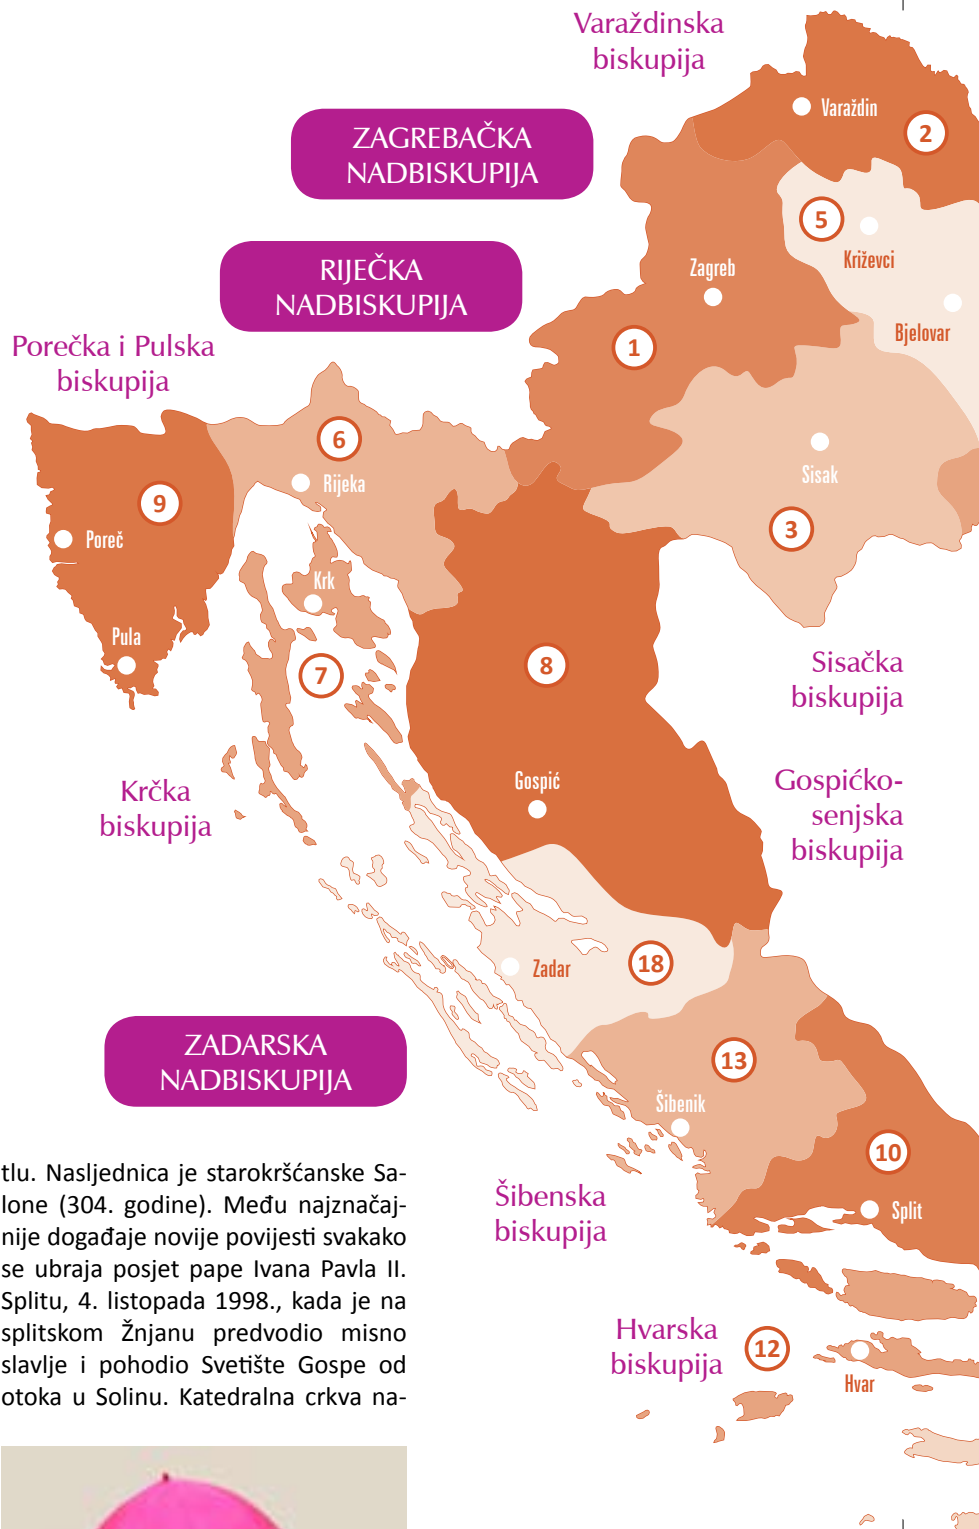 Varaždinska
biskupija
Varaždin
2
ZAGREBAČKA
NADBISKUPIJA
5
Križevci
Zagreb
RIJEČKA
NADBISKUPIJA
Bjelovar
1
Porečka i Pulska
biskupija
6
Rijeka
Sisak
9
3
Poreč
Krk
Pula
7
8
Sisačka
biskupija
Gospić
Gospićko-
senjska
biskupija
Krčka
biskupija
Zadar
18
ZADARSKA
NADBISKUPIJA
13
Šibenik
10
Split
Šibenska
biskupija
tlu. Nasljednica je starokršćanske Sa-
lone (304. godine). Među najznačaj-
nije događaje novije povijesti svakako
se ubraja posjet pape Ivana Pavla II.
Splitu, 4. listopada 1998., kada je na
splitskom Žnjanu predvodio misno
slavlje i pohodio Svetište Gospe od
otoka u Solinu. Katedralna crkva na-
Hvarska
biskupija
12
Hvar